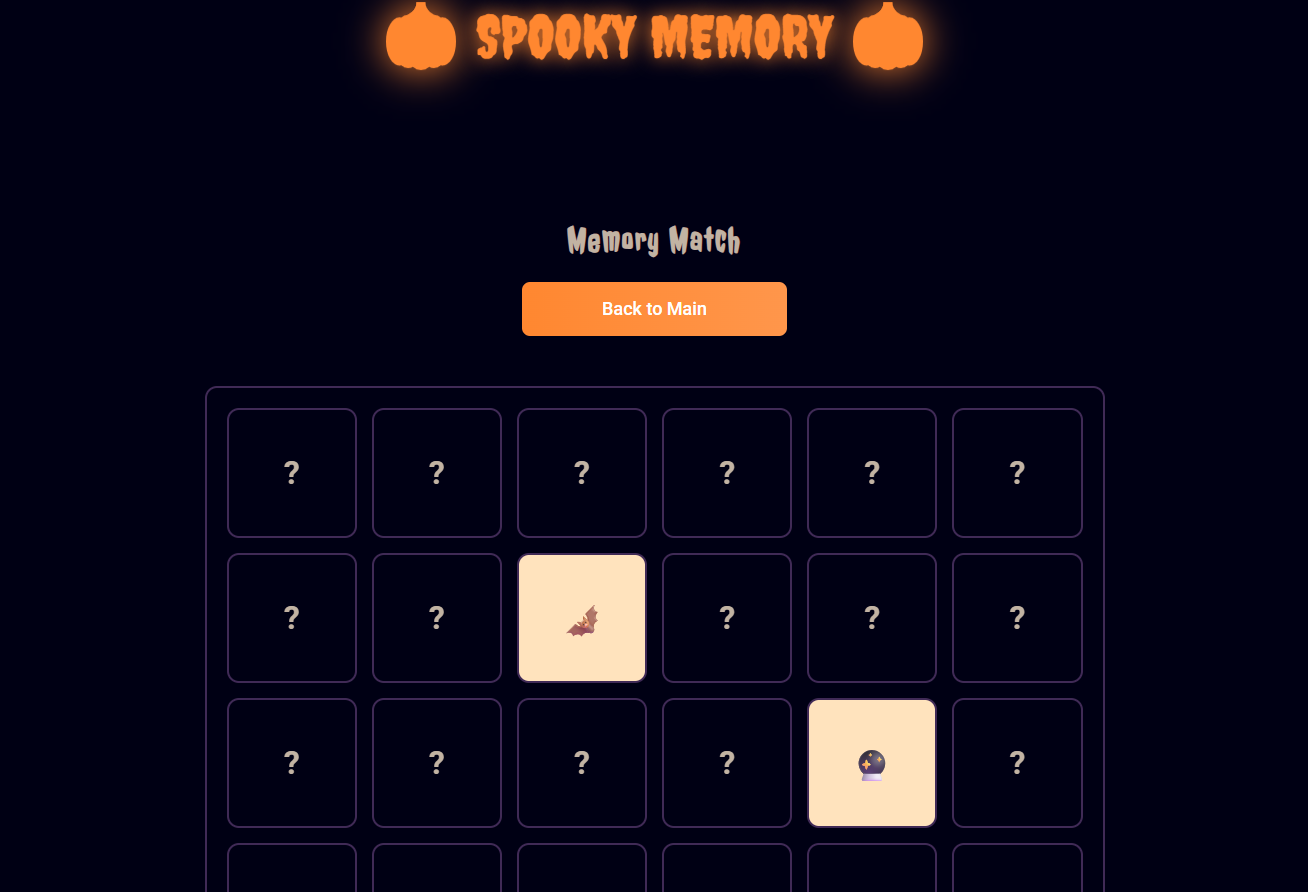 SPOOKY MEMORY
Memory Match
Back to Main
? ? ? ? ? ?
? ? ? ? ?
? ? ? ? ?